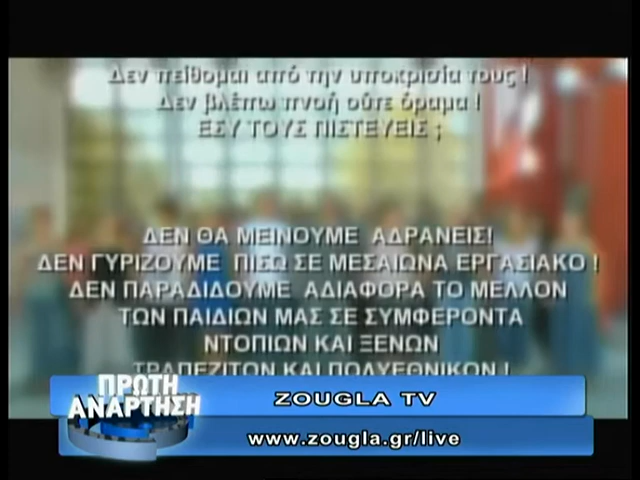 Δεν πείθομαι από την υποκρισία τους !
Δεν βλέπω πνοή ούτε όραμα !
ΕΣΥ ΤΟΥΣ ΠΙΣΤΕΥΕΙΣ ;
ΔΕΝ ΘΑ ΜΕΙΝΟΥΜΕ ΑΔΡΑΝΕΙΣ!
ΔΕΝ ΓΥΡΙΖΟΥΜΕ ΠΙΣΩ ΣΕ ΜΕΣΑΙΩΝΑ ΕΡΓΑΣΙΑΚΟ !
ΔΕΝ ΠΑΡΑΔΙΔΟΥΜΕ ΑΔΙΑΦΟΡΑ ΤΟ ΜΕΛΛΟΝ
ΤΩΝ ΠΑΙΔΙΩΝ ΜΑΣ ΣΕ ΣΥΜΦΕΡΟΝΤΑ
ΝΤΟΠΙΩΝ ΚΑΙ ΞΕΝΩΝ
ΤΡΑΠΕΖΙΤΩΝ ΚΑΙ ΠΟΛΥΕΘΝΙΚΩΝ !
ΠΡΩΤΗ
ΑΝΑΡΤΗΣΗ
ZOUGLA TV
www.zougla.gr/live